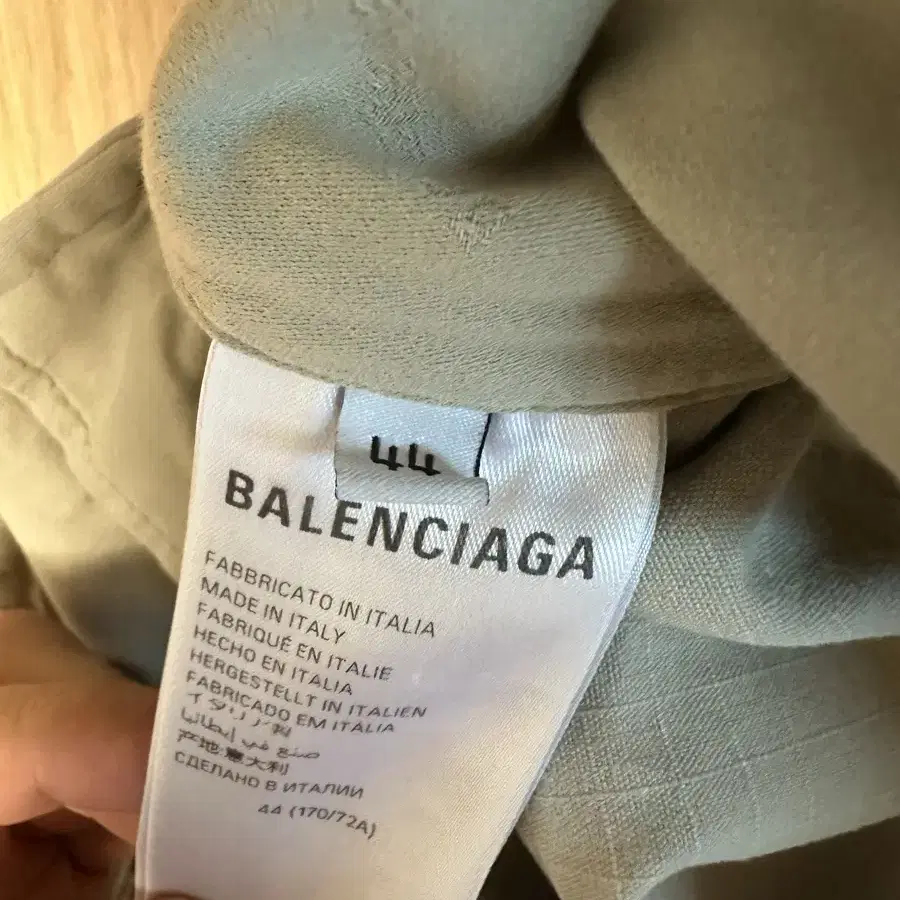 44
BALENCIAGA
FABBRICATO IN ITALIA
MADE IN ITALY
FABRIQUÉ EN ITALIE
HECHO EN ITALIA
HERGESTELLT IN ITALIEN
FABRICADO EM ITALIA
イタリア製
صنع في إيطاليا
产地:意大利
СДЕЛАНО В ИТАЛИИ
44 (170/72A)